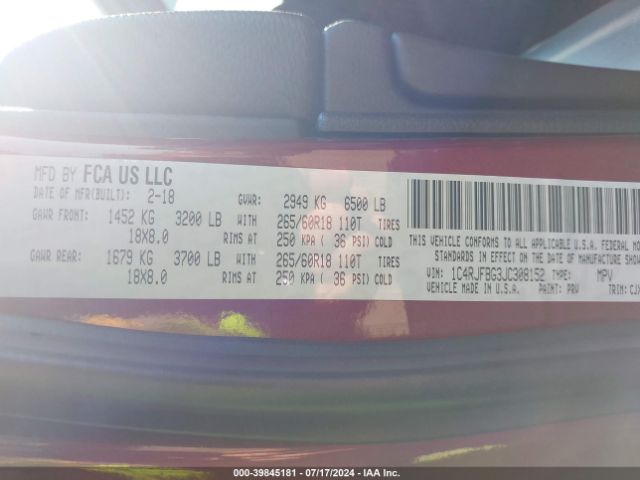 MFD BY FCA US LLC
DATE OF MFR(BUILT): 2-18 GVWR: 2949 KG 6500 LB
GAWR FRONT: 1452 KG 3200 LB WITH 265/60R18 110T TIRES
18X8.0 RIMS AT 250 KPA ( 36 PSI) COLD
GAWR REAR: 1679 KG 3700 LB WITH 265/60R18 110T TIRES
18X8.0 RIMS AT 250 KPA ( 36 PSI) COLD
THIS VEHICLE CONFORMS TO ALL APPLICABLE U.S.A. FEDERAL MO
STANDARDS IN EFFECT ON THE DATE OF MANUFACTURE SHOW
VIN: 1C4RJFBG3JC308152 TYPE: MPV
VEHICLE MADE IN U.S.A. PAINT: PRV TRIM: CJX
000-39845181 - 07/17/2024 - IAA Inc.